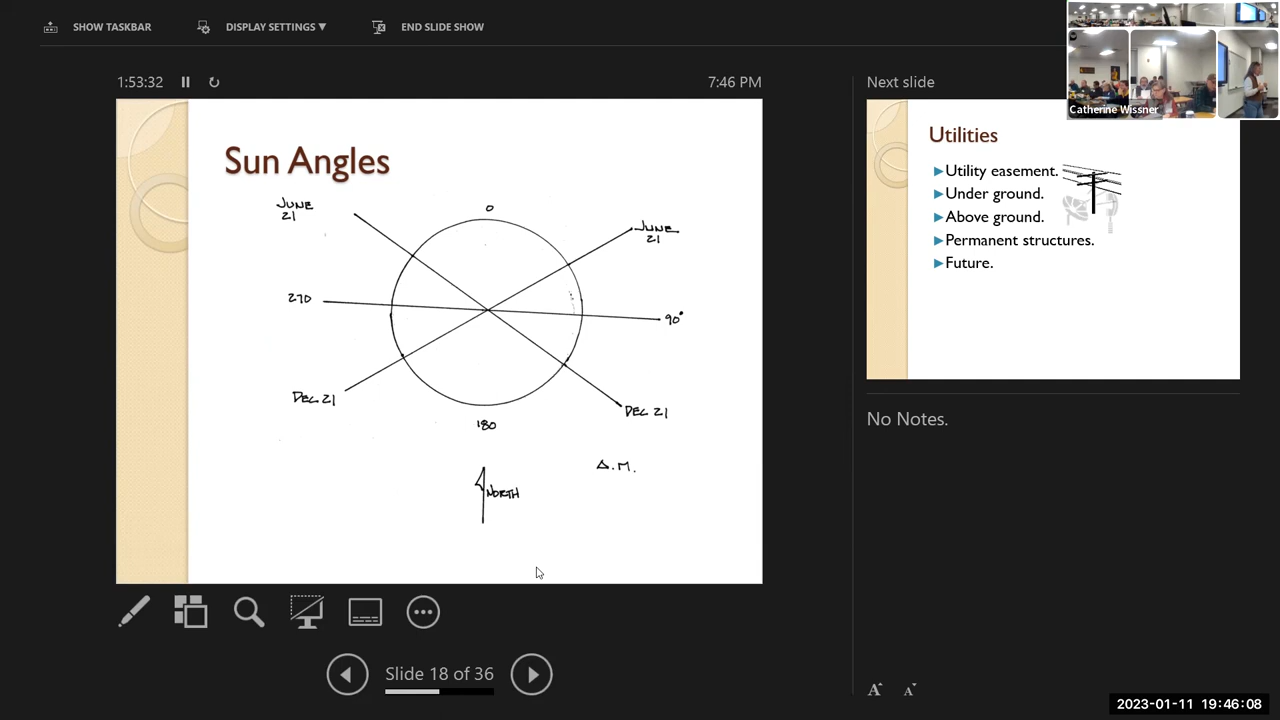 SHOW TASKBAR
DISPLAY SETTINGS ▼
END SLIDE SHOW
1:53:32
7:46 PM
Next slide
Catherine Wissner
Sun Angles
JUNE
21
0
JUNE
21
270
90°
DEC 21
DEC 21
180
A.M.
NORTH
Utilities
▶Utility easement.
▶Under ground.
▶Above ground.
▶Permanent structures.
▶Future.
No Notes.
Slide 18 of 36
A A
2023-01-11 19:46:08